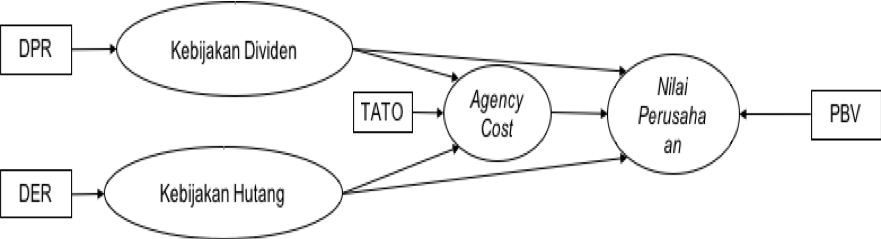 DPR
Kebijakan Dividen
TATO
Agency
Cost
Nilai
Perusaha
an
PBV
DER
Kebijakan Hutang